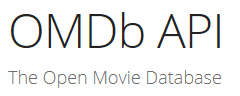 OMDb API
The Open Movie Database